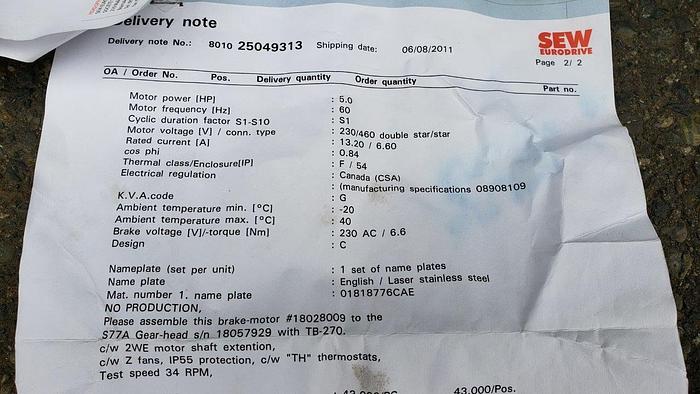 Delivery note
Delivery note No.: 8010 25049313 Shipping date: 06/08/2011
SEW
EURODRIVE
Page 2/ 2
OA / Order No. Pos. Delivery quantity Order quantity Part no.
Motor power [HP] : 5.0
Motor frequency [Hz] : 60
Cyclic duration factor S1-S10 : S1
Motor voltage [V] / conn. type : 230/460 double star/star
Rated current [A] : 13.20 / 6.60
cos phi : 0.84
Thermal class/Enclosure[IP] : F / 54
Electrical regulation : Canada (CSA)
: (manufacturing specifications 08908109
K.V.A.code : G
Ambient temperature min. [°C] : -20
Ambient temperature max. [°C] : 40
Brake voltage [V]/-torque [Nm] : 230 AC / 6.6
Design : C
Nameplate (set per unit) : 1 set of name plates
Name plate : English / Laser stainless steel
Mat. number 1. name plate : 01818776CAE
NO PRODUCTION,
Please assemble this brake-motor #18028009 to the
S77A Gear-head s/n 18057929 with TB-270.
c/w 2WE motor shaft extention,
c/w Z fans, IP55 protection, c/w "TH" thermostats,
Test speed 34 RPM,
43.000/Pos.